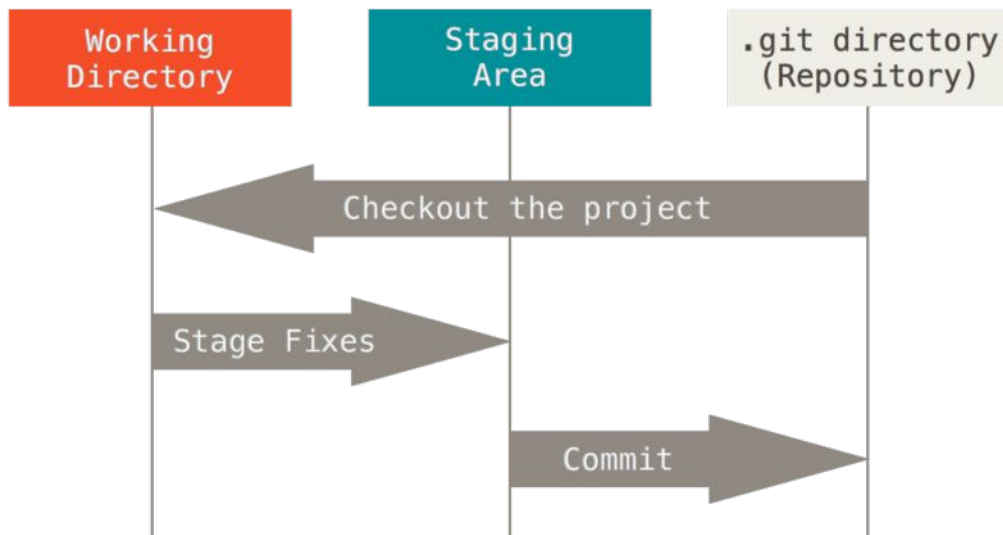 Working
Directory
Staging
Area
.git directory
(Repository)
Checkout the project
Stage Fixes
Commit